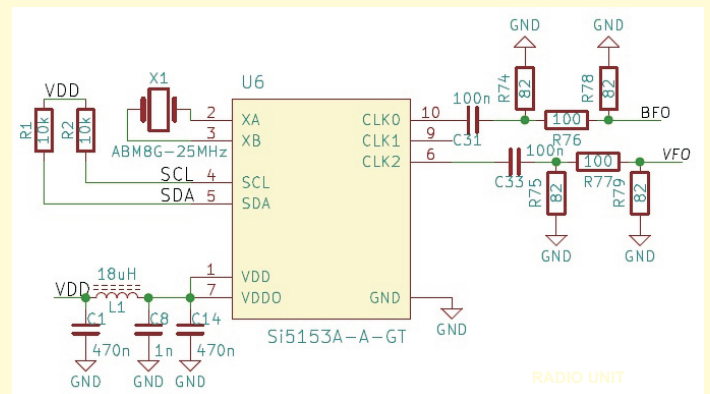 GND
GND
R74
82
R78
82
X1
U6
VDD
R1
10k
R2
10k
ABM8G-25MHz
2
XA
3
XB
SCL
4
SCL
SDA
5
SDA
1
VDD
7
VDDO
CLK0
10
CLK1
9
CLK2
6
GND
GND
Si5153A-A-GT
100n
C31
100
R76
BFO
100n
C33
100
R77
VFO
R75
82
R79
82
GND
GND
VDD
18uH
L1
C1
470n
C8
1n
C14
470n
GND
GND
GND
RADIO UNIT